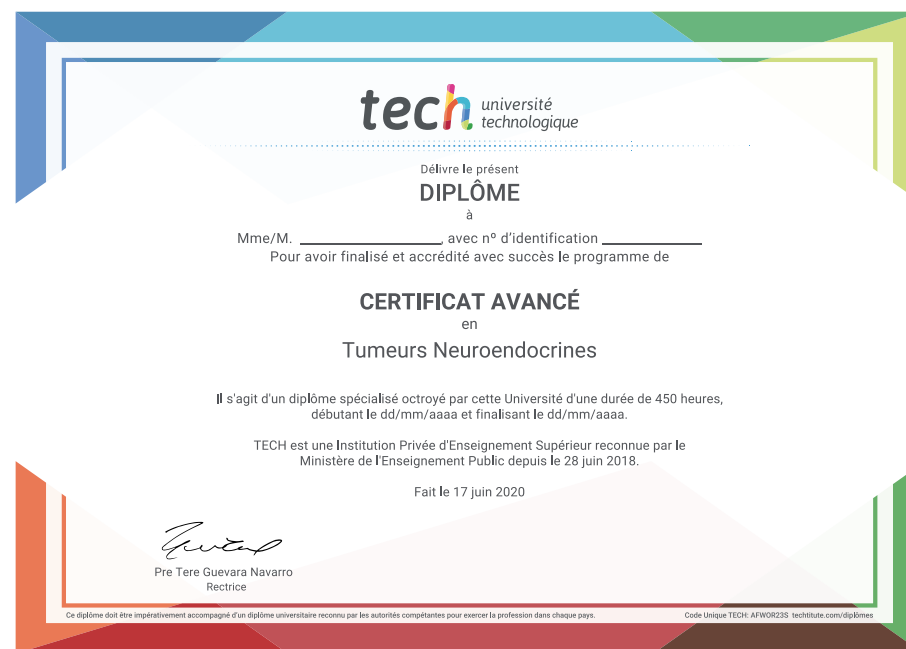 tech université
technologique
Délivre le présent
DIPLÔME
à
Mme/M. ____________________, avec nº d'identification ______________
Pour avoir finalisé et accrédité avec succès le programme de
CERTIFICAT AVANCÉ
en
Tumeurs Neuroendocrines
Il s'agit d'un diplôme spécialisé octroyé par cette Université d'une durée de 450 heures,
débutant le dd/mm/aaaa et finalisant le dd/mm/aaaa.
TECH est une Institution Privée d'Enseignement Supérieur reconnue par le
Ministère de l'Enseignement Public depuis le 28 juin 2018.
Fait le 17 juin 2020
Pre Tere Guevara Navarro
Rectrice
Ce diplôme doit être impérativement accompagné d'un diplôme universitaire reconnu par les autorités compétentes pour exercer la profession dans chaque pays.
Code Unique TECH: AFWOR23S techtitute.com/diplômes